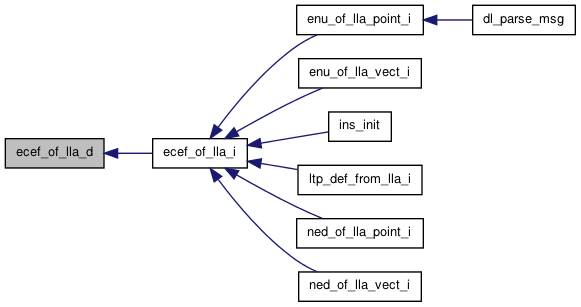 ecef_of_lla_d
ecef_of_lla_i
enu_of_lla_point_i
dl_parse_msg
enu_of_lla_vect_i
ins_init
ltp_def_from_lla_i
ned_of_lla_point_i
ned_of_lla_vect_i